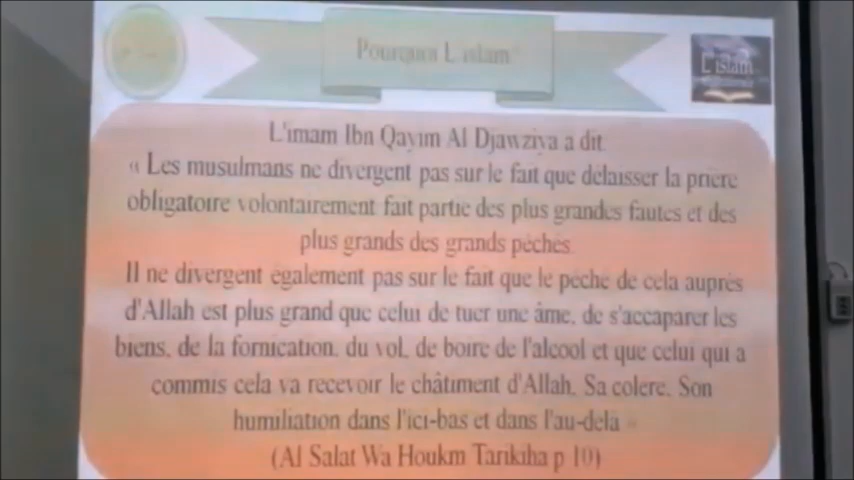 Pourquoi L'islam
L'islam
L'imam Ibn Qayim Al Djawziya a dit
« Les musulmans ne divergent pas sur le fait que délaisser la prière
obligatoire volontairement fait partie des plus grandes fautes et des
plus grands des grands péchés.
Il ne divergent également pas sur le fait que le péché de cela auprès
d'Allah est plus grand que celui de tuer une âme, de s'accaparer les
biens, de la fornication, du vol, de boire de l'alcool et que celui qui a
commis cela va recevoir le châtiment d'Allah, Sa colère, Son
humiliation dans l'ici-bas et dans l'au-delà »
(Al Salat Wa Houkm Tarikiha p 10)